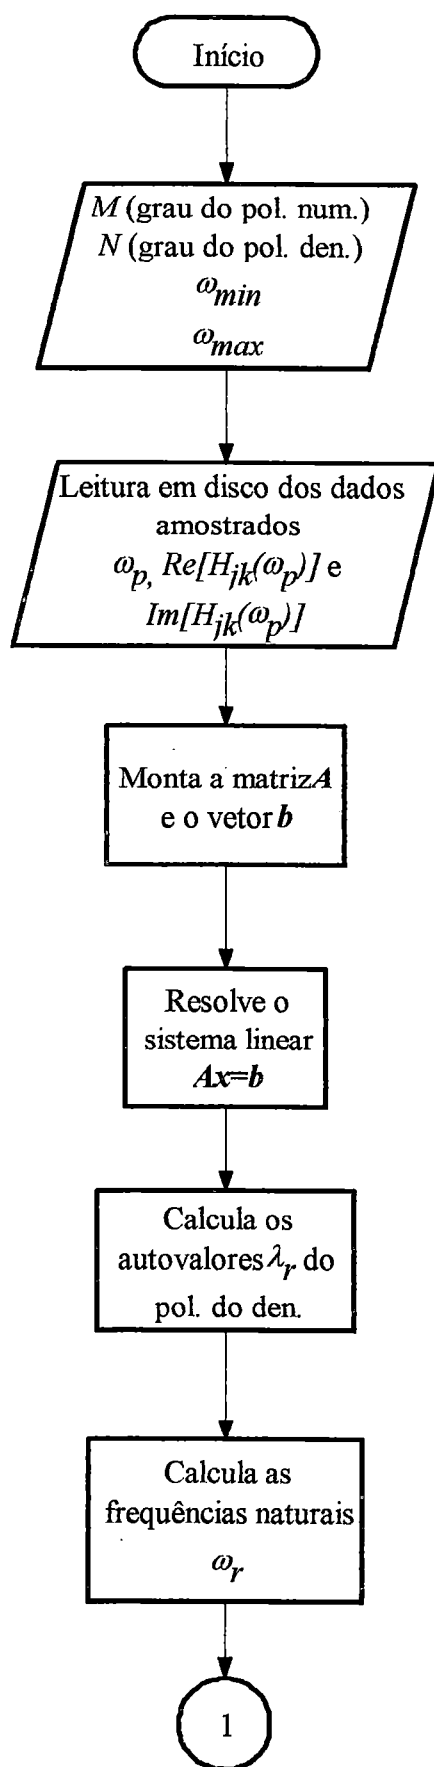 Início
M (grau do pol. num.)
N (grau do pol. den.)
ωmin
ωmax
Leitura em disco dos dados
amostrados
ωp, Re[Hjk(ωp)] e
Im[Hjk(ωp)]
Monta a matriz A
e o vetor b
Resolve o
sistema linear
Ax=b
Calcula os
autovalores λr do
pol. do den.
Calcula as
frequências naturais
ωr
1